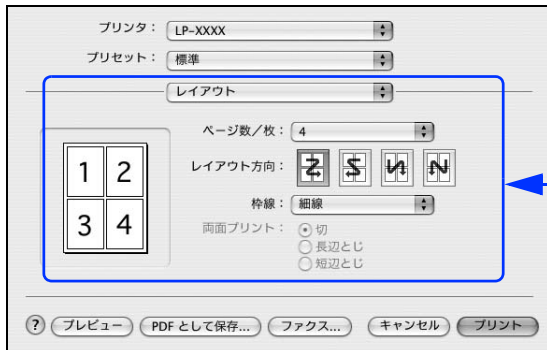 プリンタ： LP-XXXX
プリセット： 標準
レイアウト
ページ数/枚： 4
1 2
3 4
レイアウト方向：
枠線： 細線
両面プリント： 切
長辺とじ
短辺とじ
? プレビュー PDF として保存... ファクス... キャンセル プリント